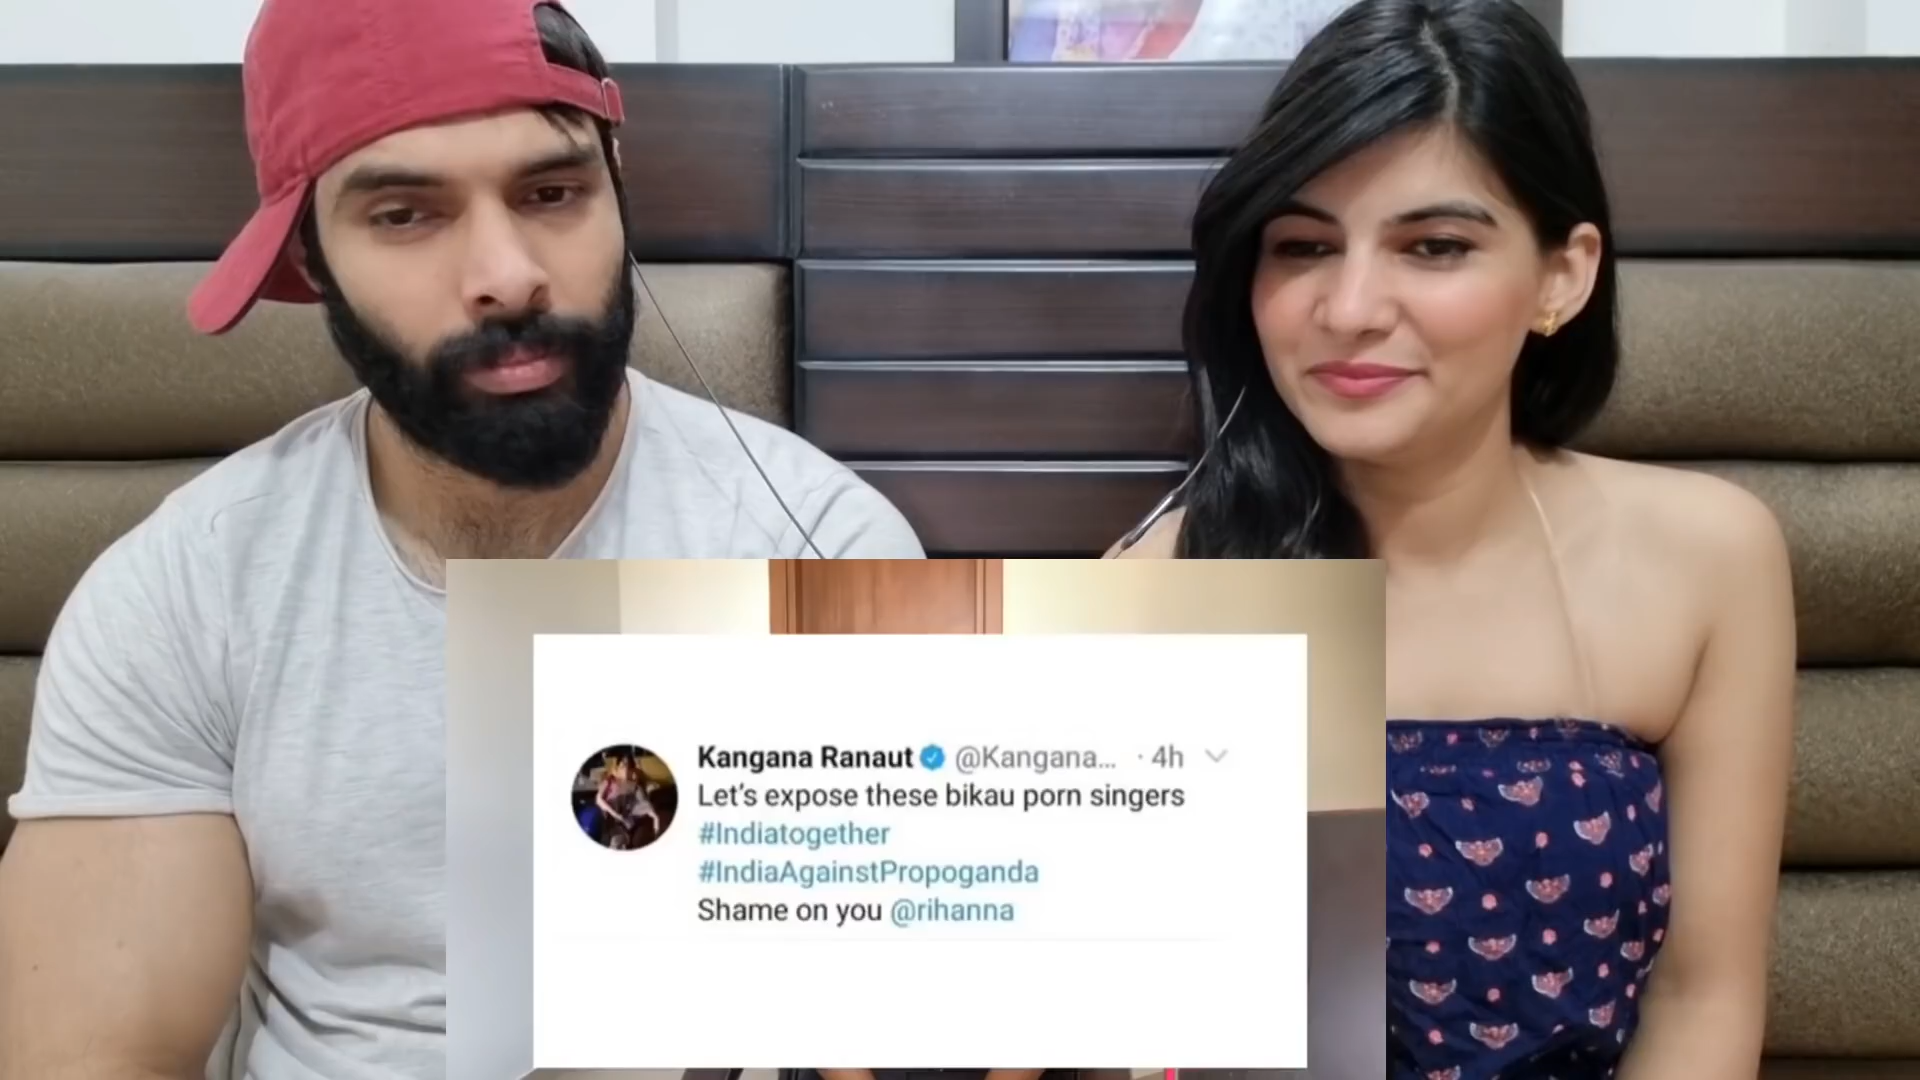 Kangana Ranaut @Kangana... · 4h
Let's expose these bikau porn singers
#Indiatogether
#IndiaAgainstPropoganda
Shame on you @rihanna